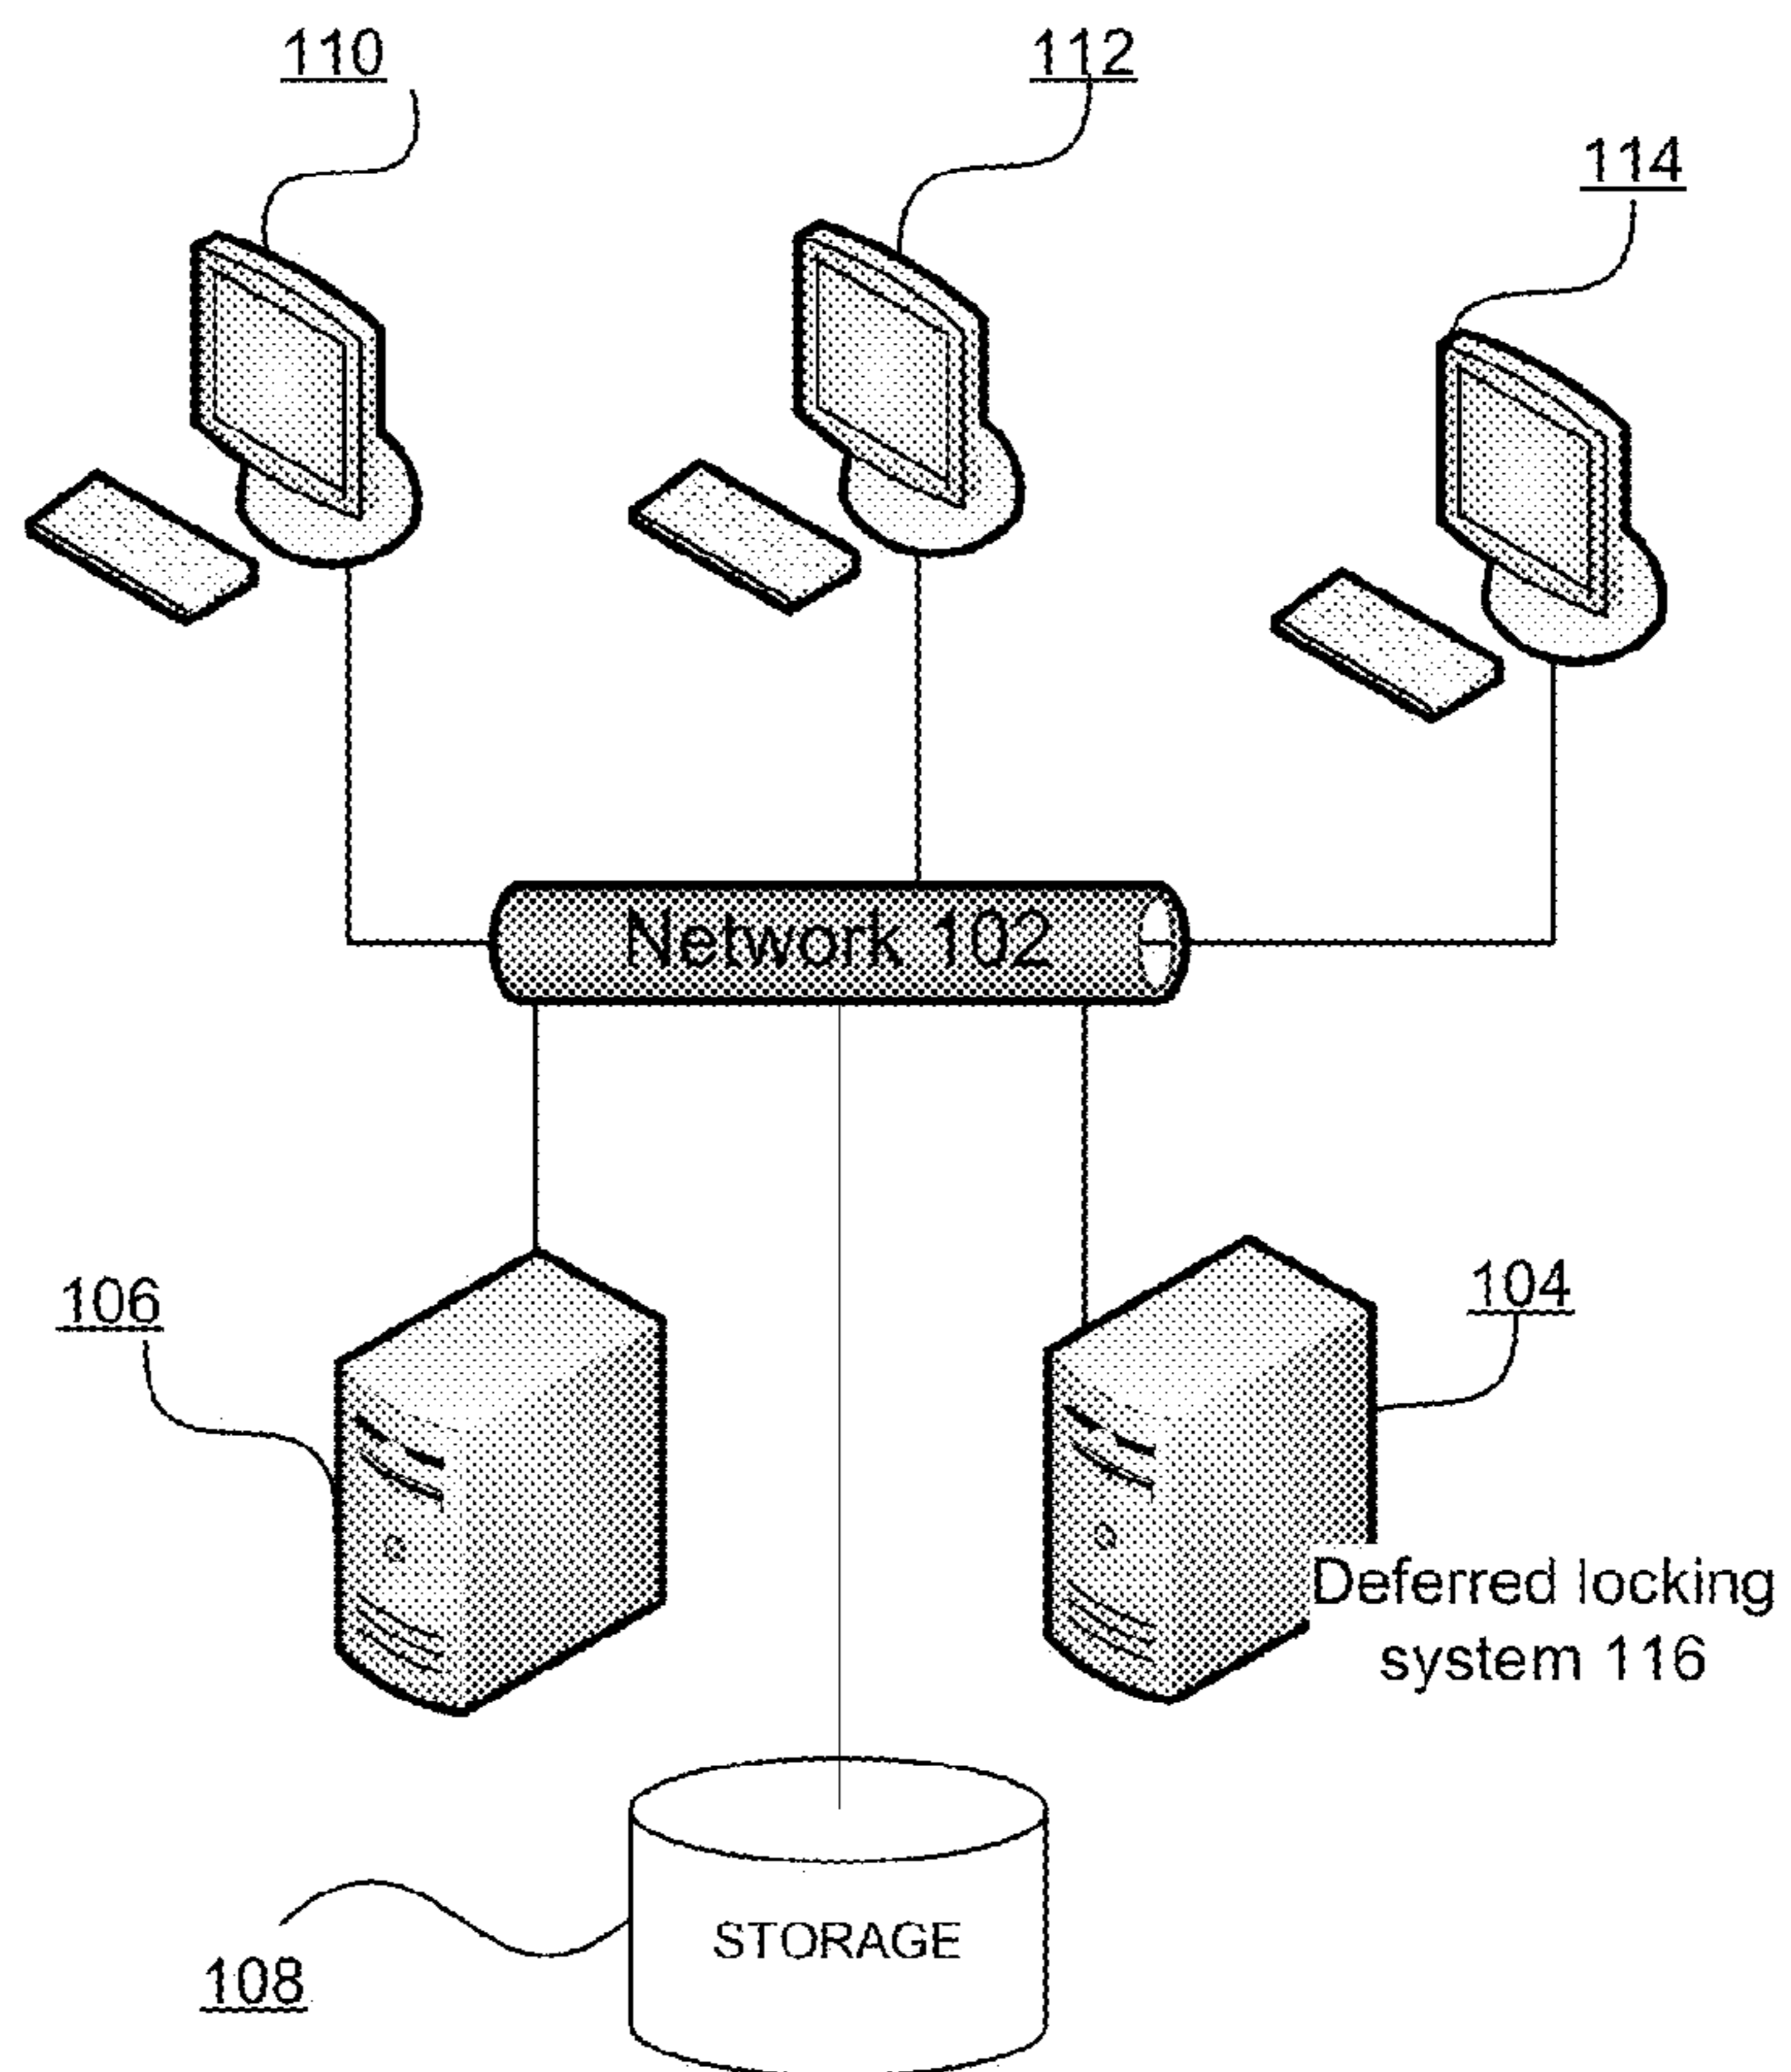 110
112
114
Network 102
106
104
Deferred locking
system 116
STORAGE
108